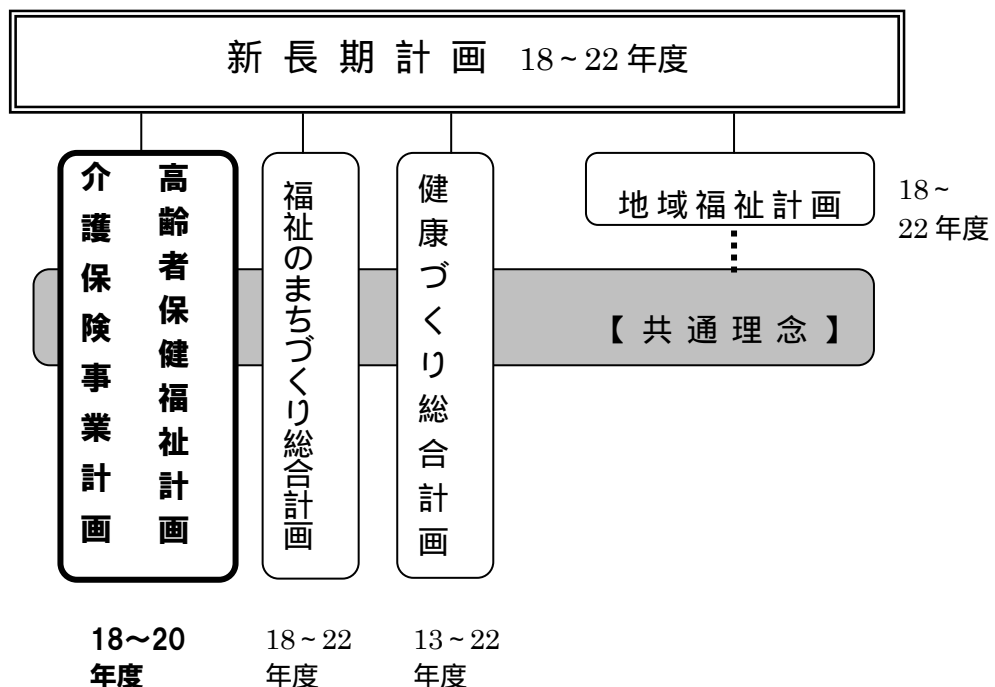 新長期計画 18~22年度
高齢者保健福祉計画
介護保険事業計画
福祉のまちづくり総合計画
健康づくり総合計画
地域福祉計画
18~
22年度
【共通理念】
18～20
年度
18~22
年度
13~22
年度